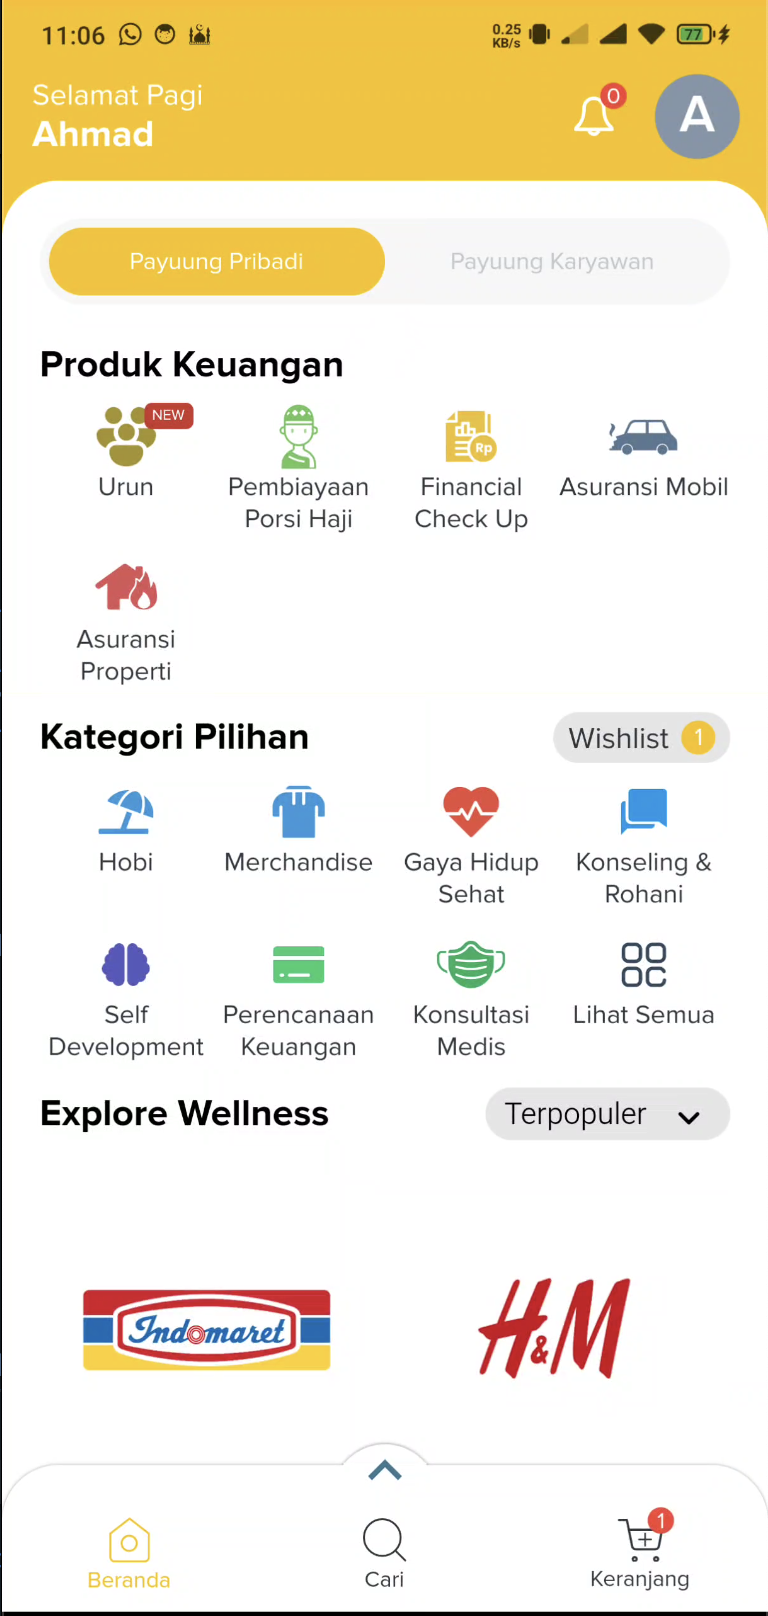 11:06
0.25
KB/s
77
Selamat Pagi
Ahmad
0
A
Payuung Pribadi
Payuung Karyawan
Produk Keuangan
NEW
Rp
Urun
Pembiayaan
Porsi Haji
Financial
Check Up
Asuransi Mobil
Asuransi
Properti
Kategori Pilihan
Wishlist 1
Hobi
Merchandise
Gaya Hidup
Sehat
Konseling &
Rohani
Self
Development
Perencanaan
Keuangan
Konsultasi
Medis
Lihat Semua
Explore Wellness
Terpopuler
Indomaret
H&M
1
Beranda
Cari
Keranjang